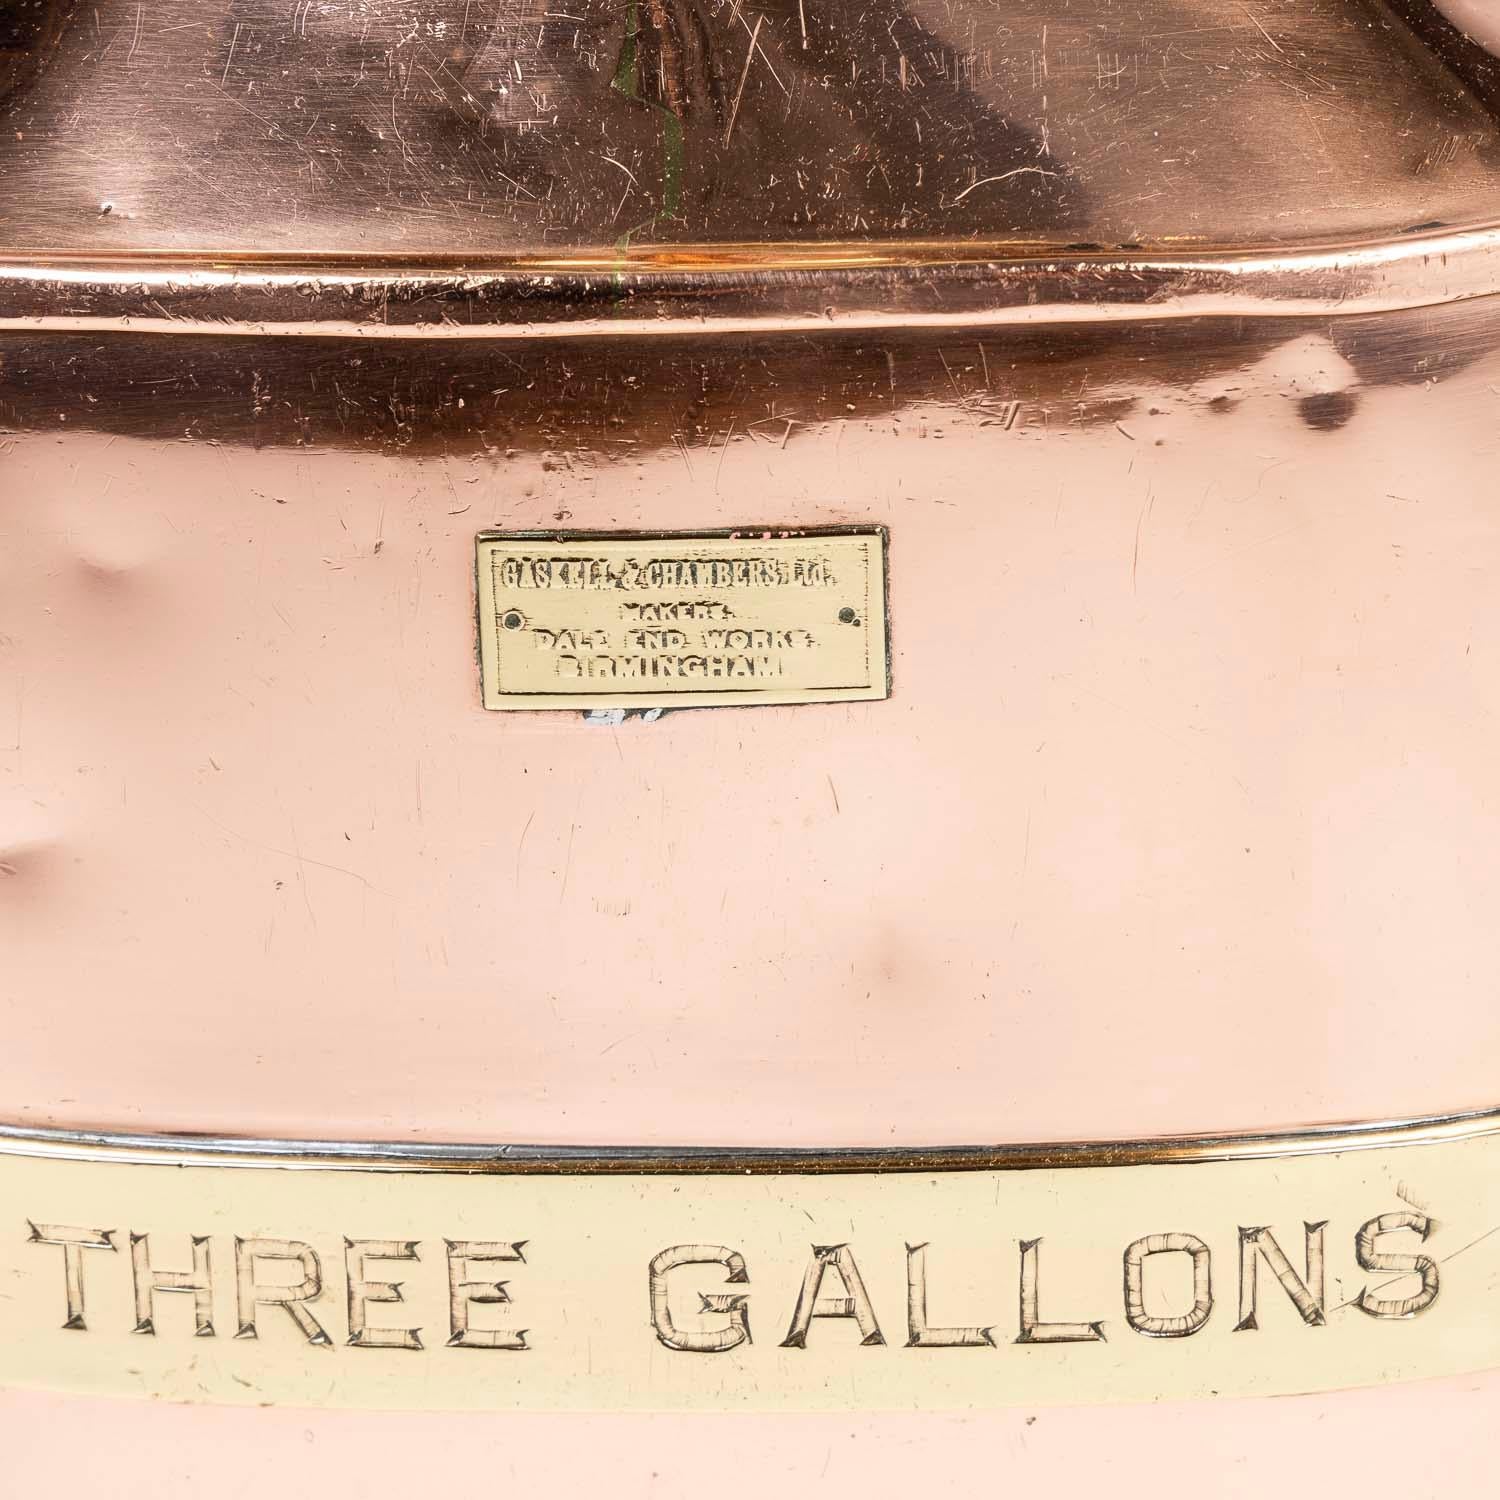 GASKELL & CHAMBERS Ltd.
MAKERS.
DALE END WORKS.
BIRMINGHAM
THREE GALLONS